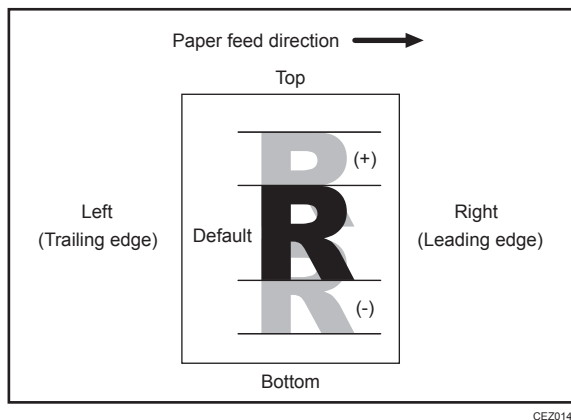 Paper feed direction
Top
R
(+)
Left
(Trailing edge)
Default
R
Right
(Leading edge)
R
(-)
Bottom
CEZ014